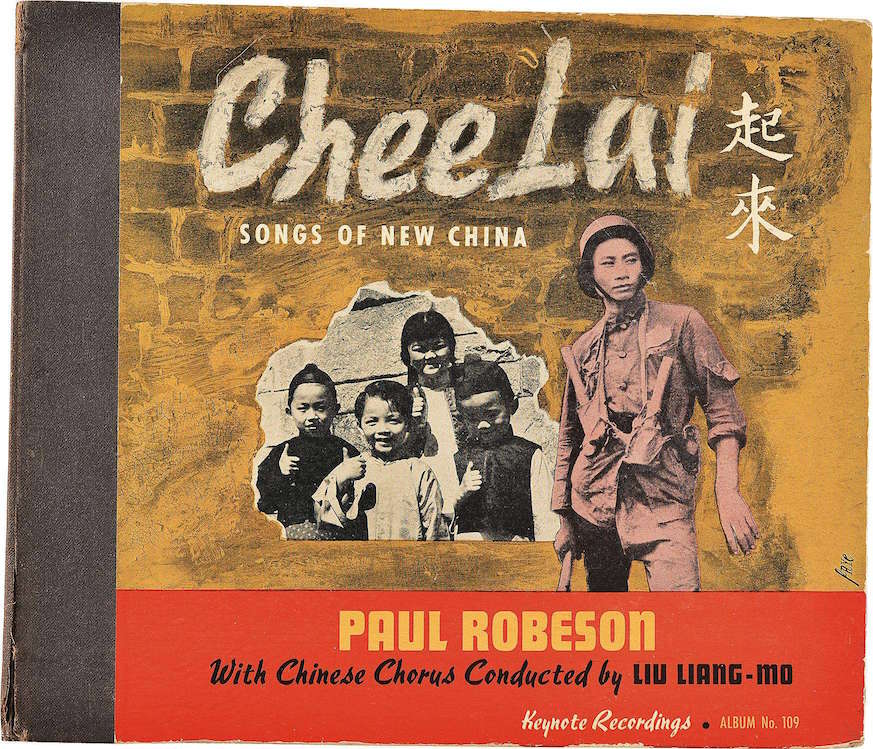 Chee Lai
起來
SONGS OF NEW CHINA
PAUL ROBESON
With Chinese Chorus Conducted by LIU LIANG-MO
Keynote Recordings • ALBUM No. 109